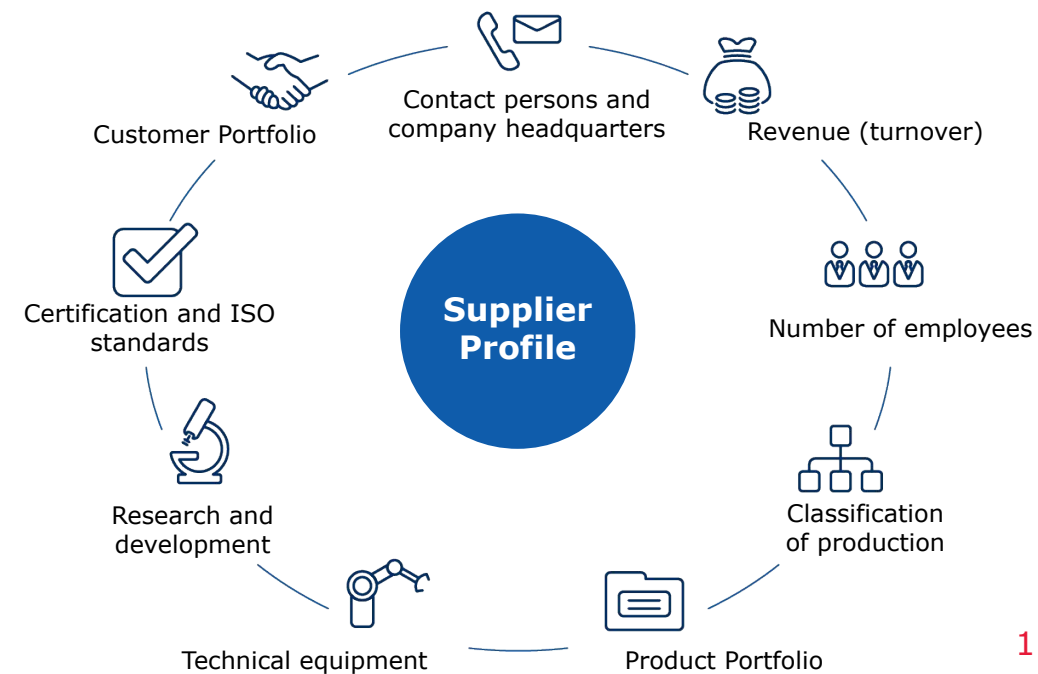 Contact persons and
company headquarters
Revenue (turnover)
Customer Portfolio
Supplier
Profile
Number of employees
Certification and ISO
standards
Classification
of production
Research and
development
Product Portfolio
Technical equipment
1